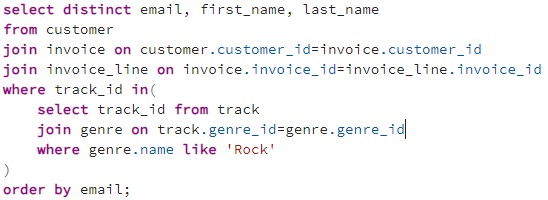 select distinct email, first_name, last_name
from customer
join invoice on customer.customer_id=invoice.customer_id
join invoice_line on invoice.invoice_id=invoice_line.invoice_id
where track_id in(
    select track_id from track
    join genre on track.genre_id=genre.genre_id
    where genre.name like 'Rock'
)
order by email;